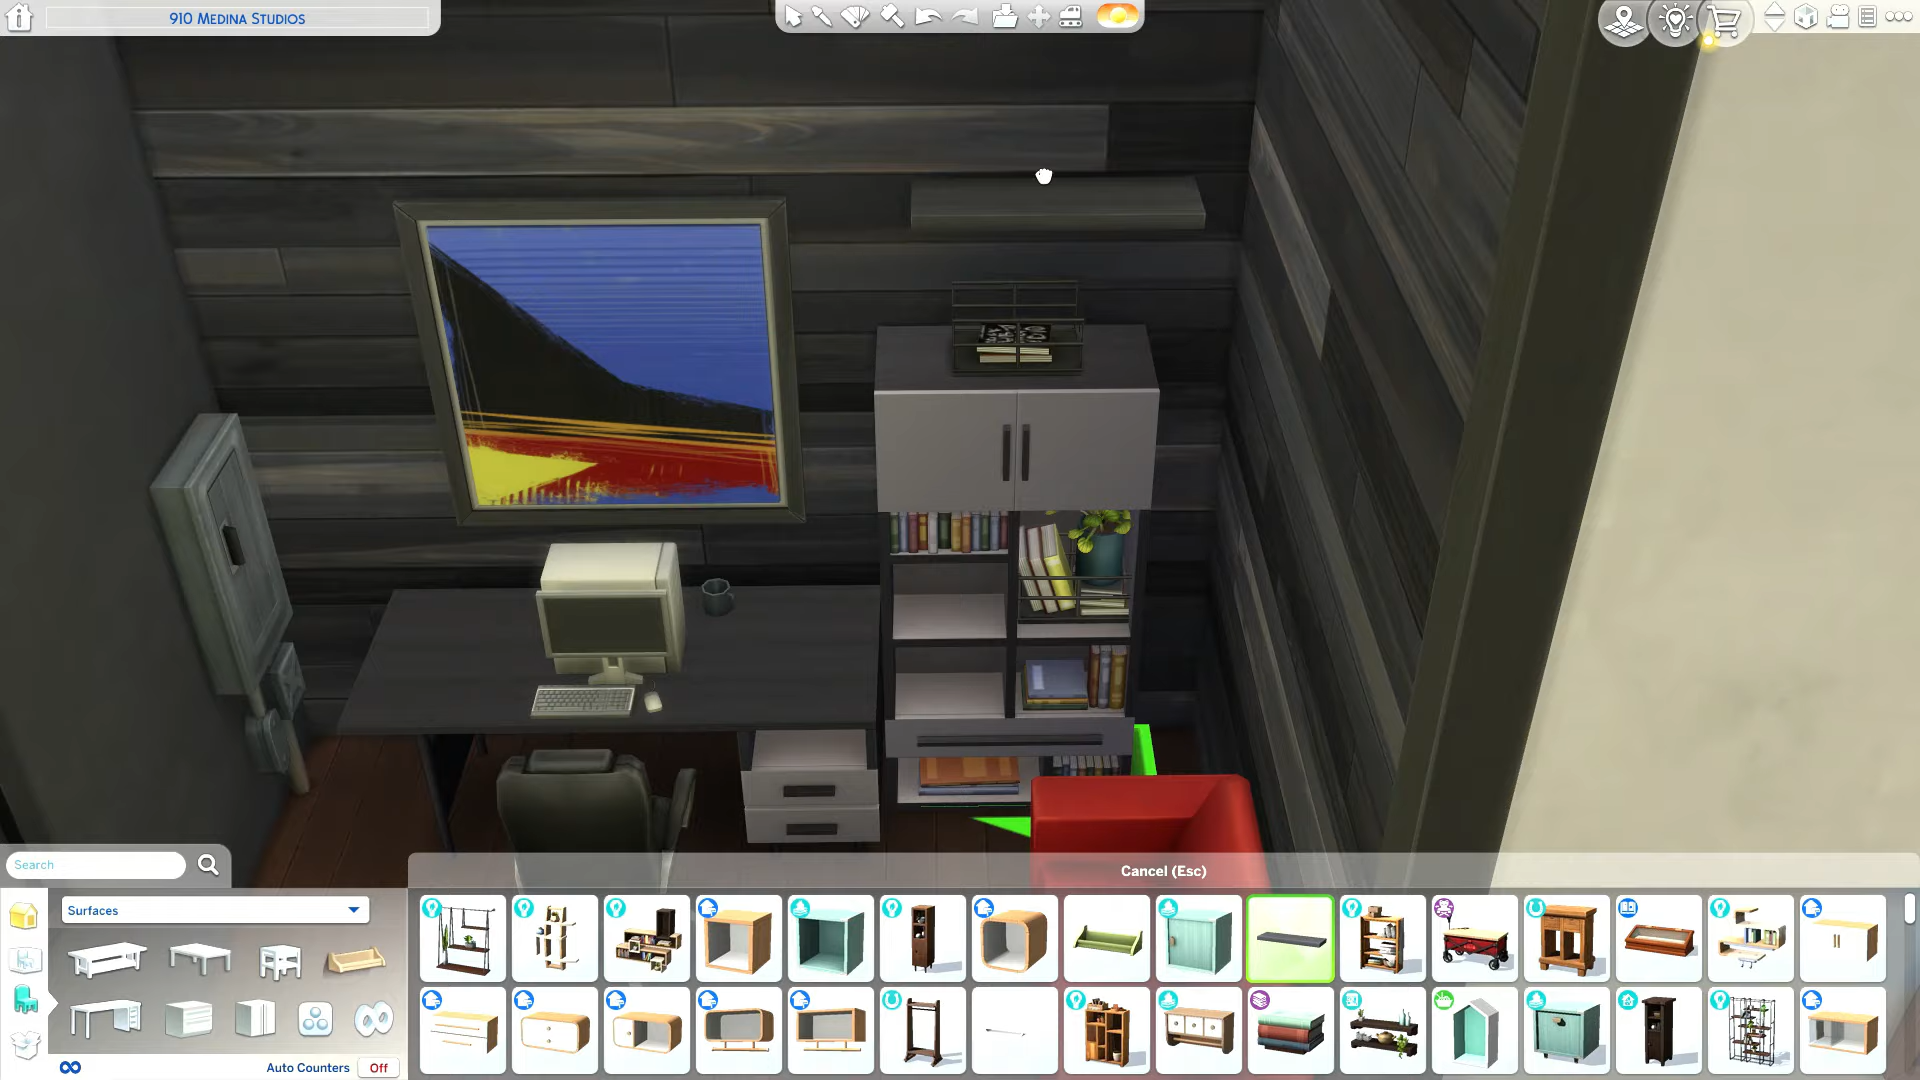 910 Medina Studios
Cancel (Esc)
Search
Surfaces
Auto Counters
Off